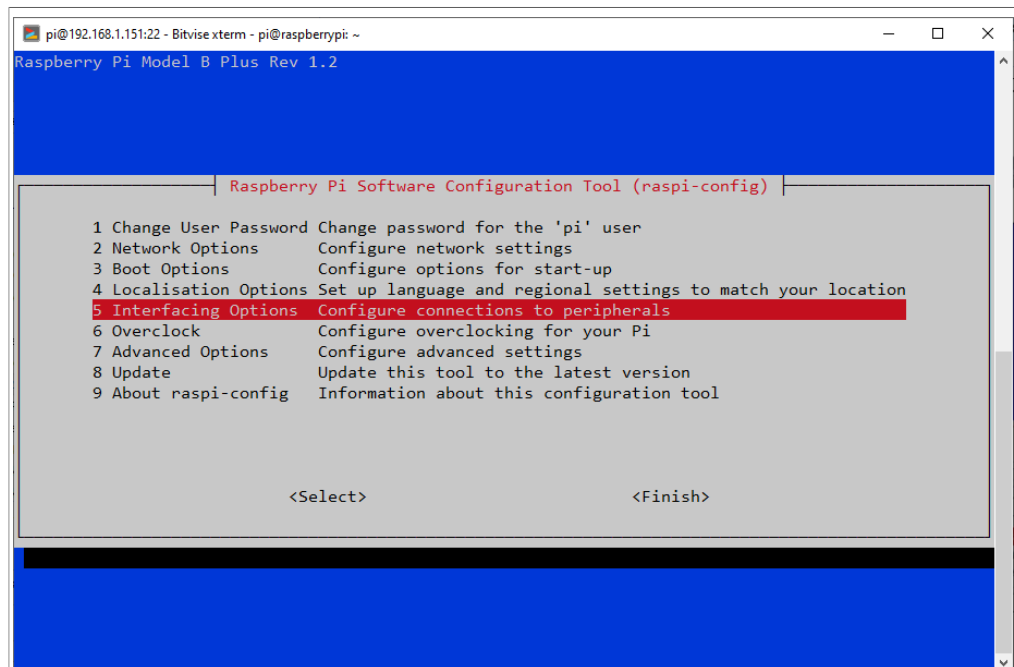 pi@192.168.1.151:22 - Bitvise xterm - pi@raspberrypi: ~
Raspberry Pi Model B Plus Rev 1.2
Raspberry Pi Software Configuration Tool (raspi-config)
1 Change User Password Change password for the 'pi' user
2 Network Options Configure network settings
3 Boot Options Configure options for start-up
4 Localisation Options Set up language and regional settings to match your location
5 Interfacing Options Configure connections to peripherals
6 Overclock Configure overclocking for your Pi
7 Advanced Options Configure advanced settings
8 Update Update this tool to the latest version
9 About raspi-config Information about this configuration tool
<Select> <Finish>